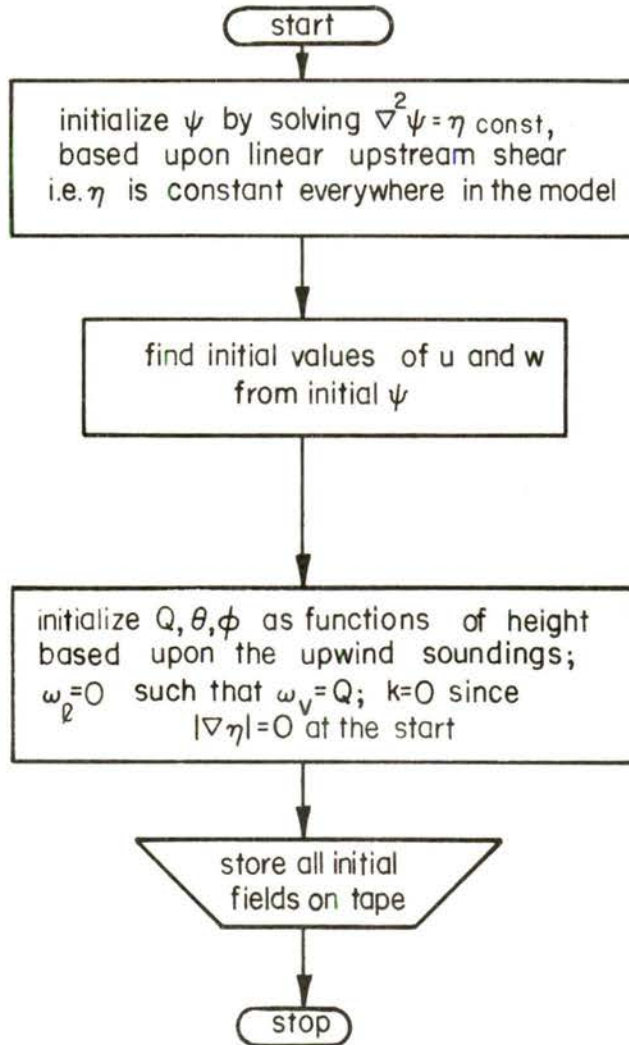 start
initialize ψ by solving ∇²ψ=η const,
based upon linear upstream shear
i.e. η is constant everywhere in the model
find initial values of u and w
from initial ψ
initialize Q, θ, ϕ as functions of height
based upon the upwind soundings;
ω_ℓ=0 such that ω_v=Q; k=0 since
|∇η|=0 at the start
store all initial
fields on tape
stop